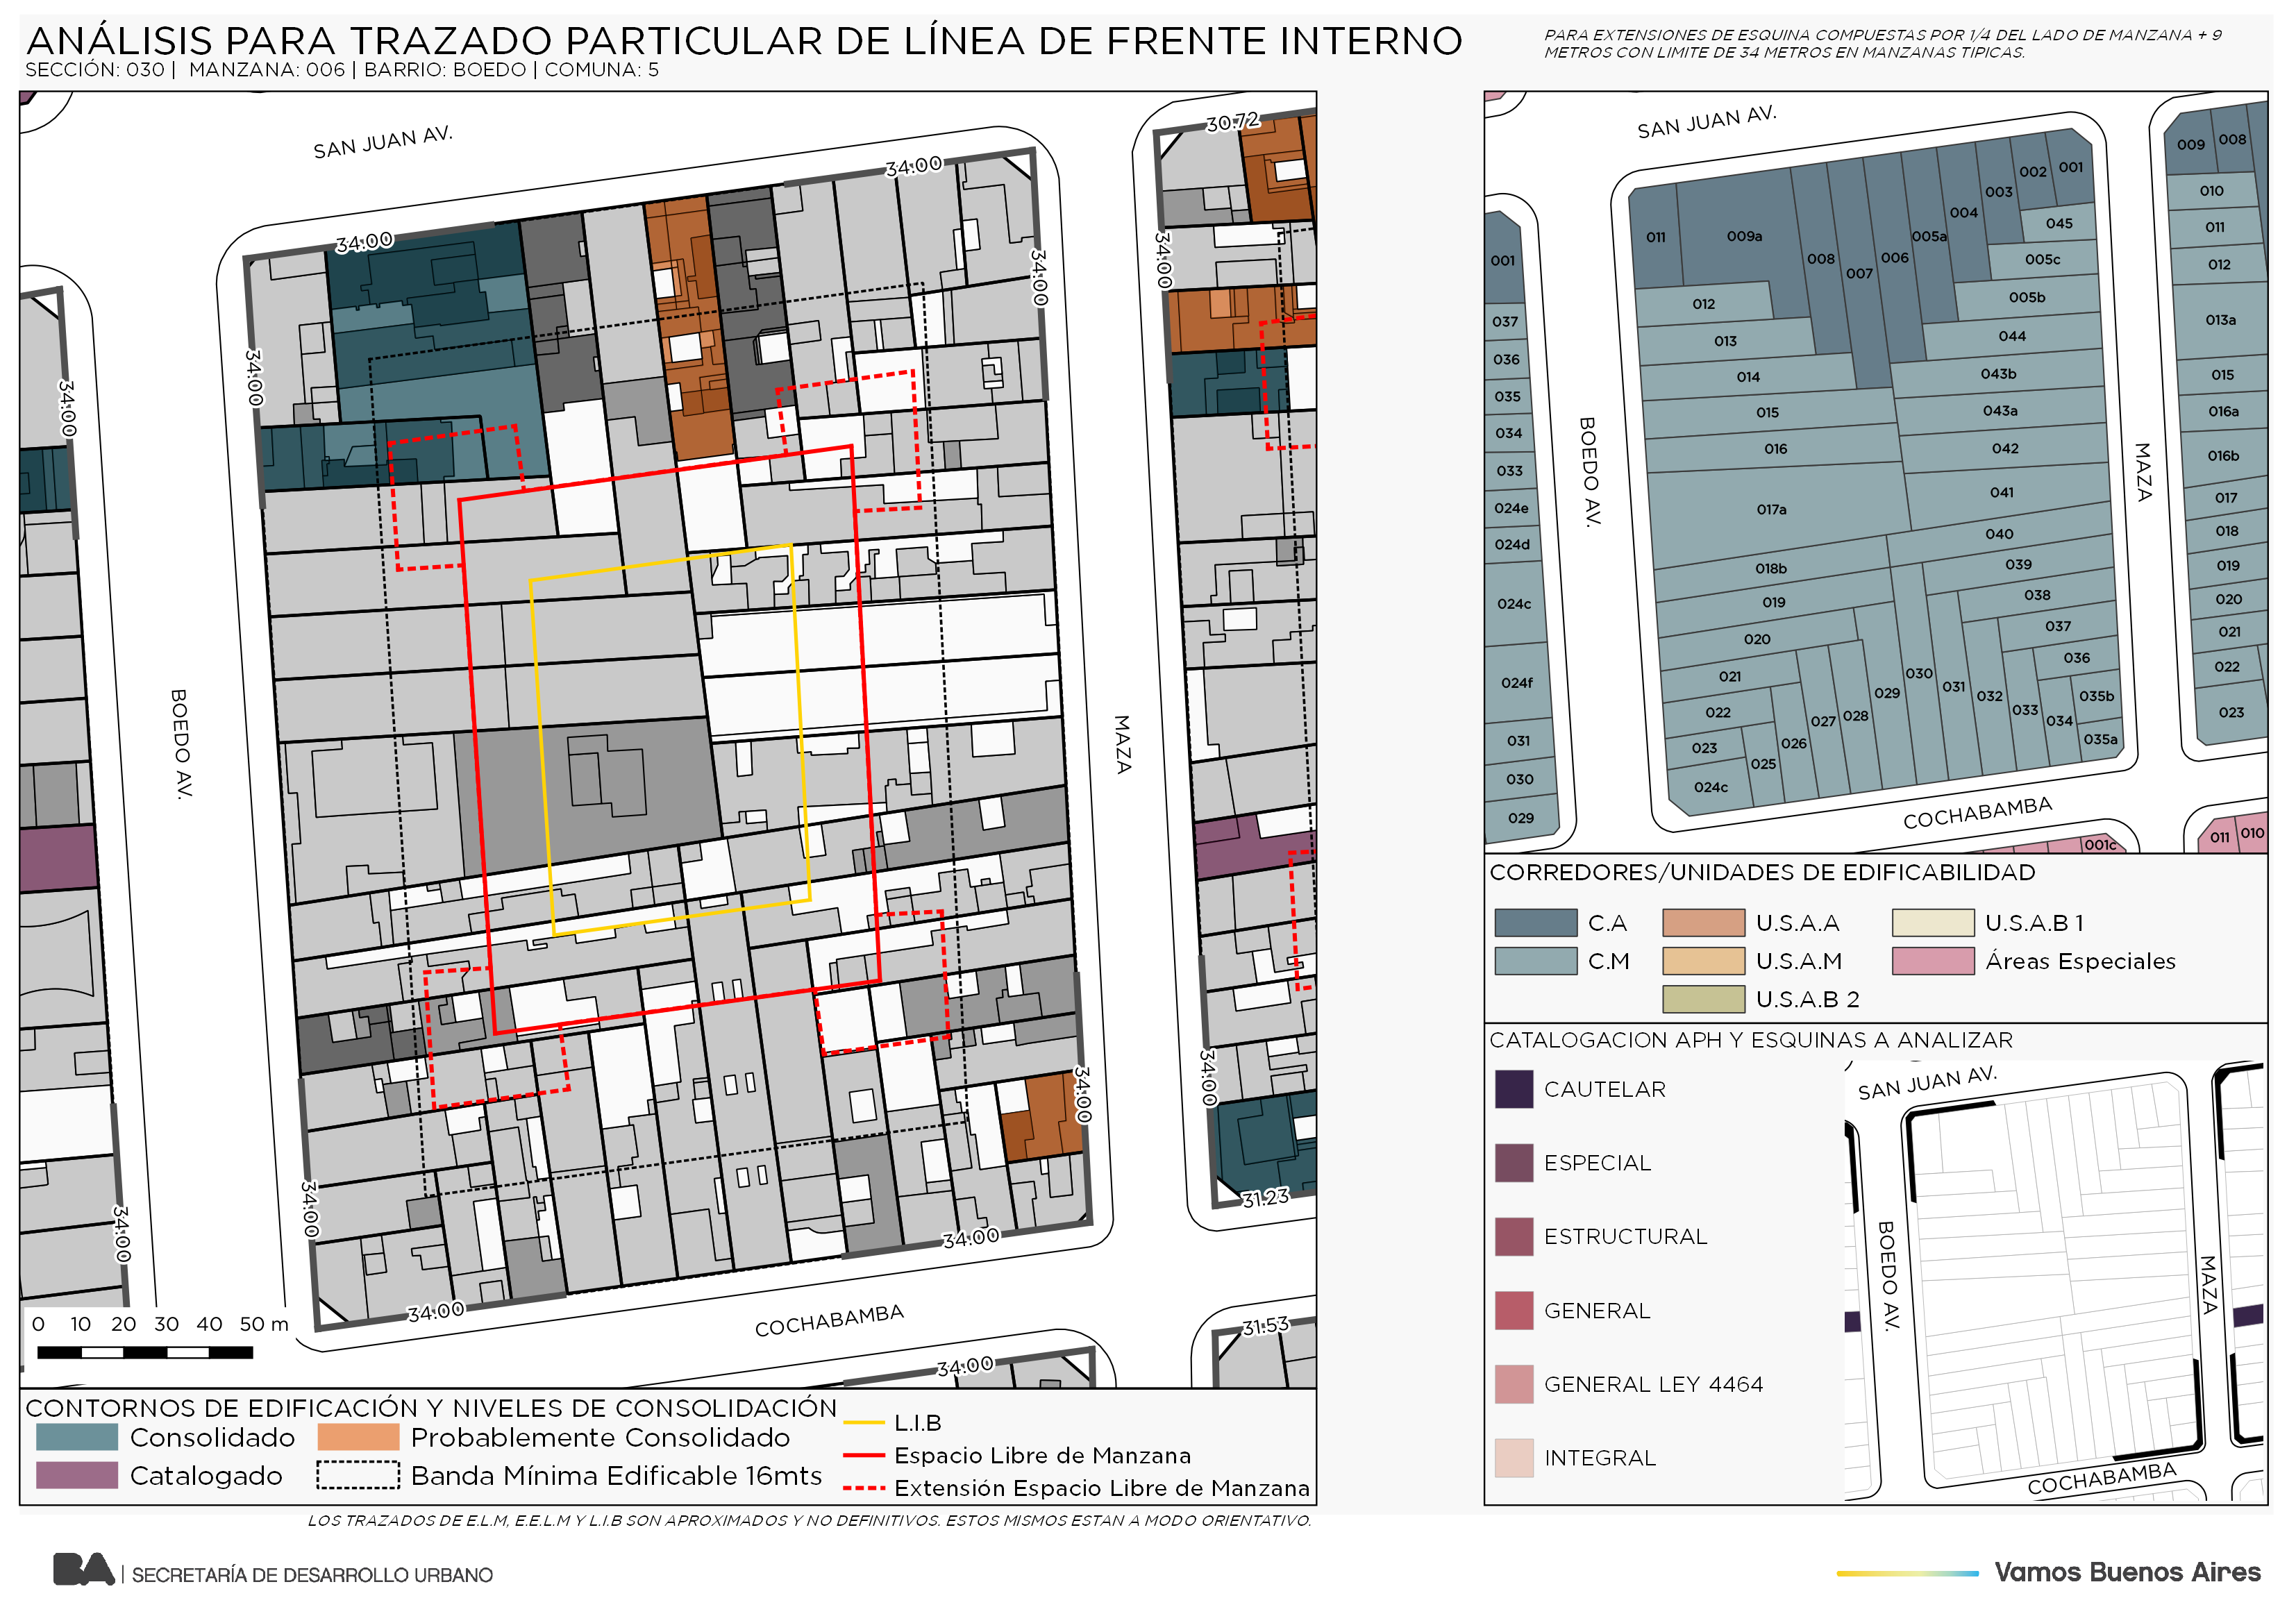 ANÁLISIS PARA TRAZADO PARTICULAR DE LÍNEA DE FRENTE INTERNO
SECCIÓN: 030 | MANZANA: 006 | BARRIO: BOEDO | COMUNA: 5
PARA EXTENSIONES DE ESQUINA COMPUESTAS POR 1/4 DEL LADO DE MANZANA + 9
METROS CON LIMITE DE 34 METROS EN MANZANAS TIPICAS.
SAN JUAN AV.
30.72
34.00
34.00
34.00
34.00
34.00
34.00
BOEDO AV.
MAZA
34.00
34.00
34.00
34.00
31.23
34.00
34.00
COCHABAMBA
31.53
34.00
0 10 20 30 40 50 m
CONTORNOS DE EDIFICACIÓN Y NIVELES DE CONSOLIDACIÓN
Consolidado
Probablemente Consolidado
Catalogado
Banda Mínima Edificable 16mts
L.I.B
Espacio Libre de Manzana
Extensión Espacio Libre de Manzana
LOS TRAZADOS DE E.L.M, E.E.L.M Y L.I.B SON APROXIMADOS Y NO DEFINITIVOS. ESTOS MISMOS ESTAN A MODO ORIENTATIVO.
SAN JUAN AV.
BOEDO AV.
MAZA
COCHABAMBA
001
037
036
035
034
033
024e
024d
024c
024f
031
030
029
011
009a
008
007
006
005a
004
003
002
001
045
005c
005b
044
043b
043a
042
041
040
039
038
037
036
035b
035a
012
013
014
015
016
017a
018b
019
020
021
022
023
024c
025
026
027
028
029
030
031
032
033
034
009
008
010
011
012
013a
015
016a
016b
017
018
019
020
021
022
023
001c
011
010
CORREDORES/UNIDADES DE EDIFICABILIDAD
C.A
U.S.A.A
U.S.A.B 1
C.M
U.S.A.M
Áreas Especiales
U.S.A.B 2
CATALOGACION APH Y ESQUINAS A ANALIZAR
CAUTELAR
ESPECIAL
ESTRUCTURAL
GENERAL
GENERAL LEY 4464
INTEGRAL
SAN JUAN AV.
BOEDO AV.
MAZA
COCHABAMBA
BA | SECRETARÍA DE DESARROLLO URBANO
Vamos Buenos Aires